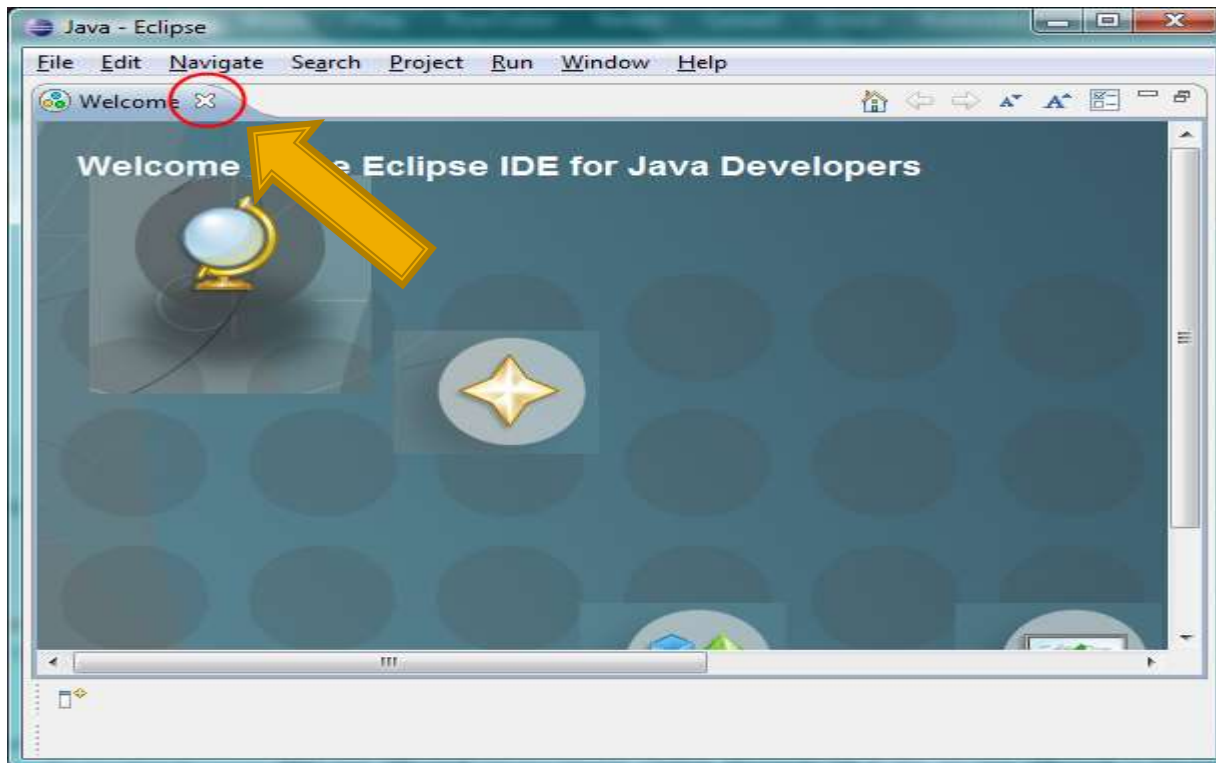 Java - Eclipse
File Edit Navigate Search Project Run Window Help
Welcome
Welcome Eclipse IDE for Java Developers